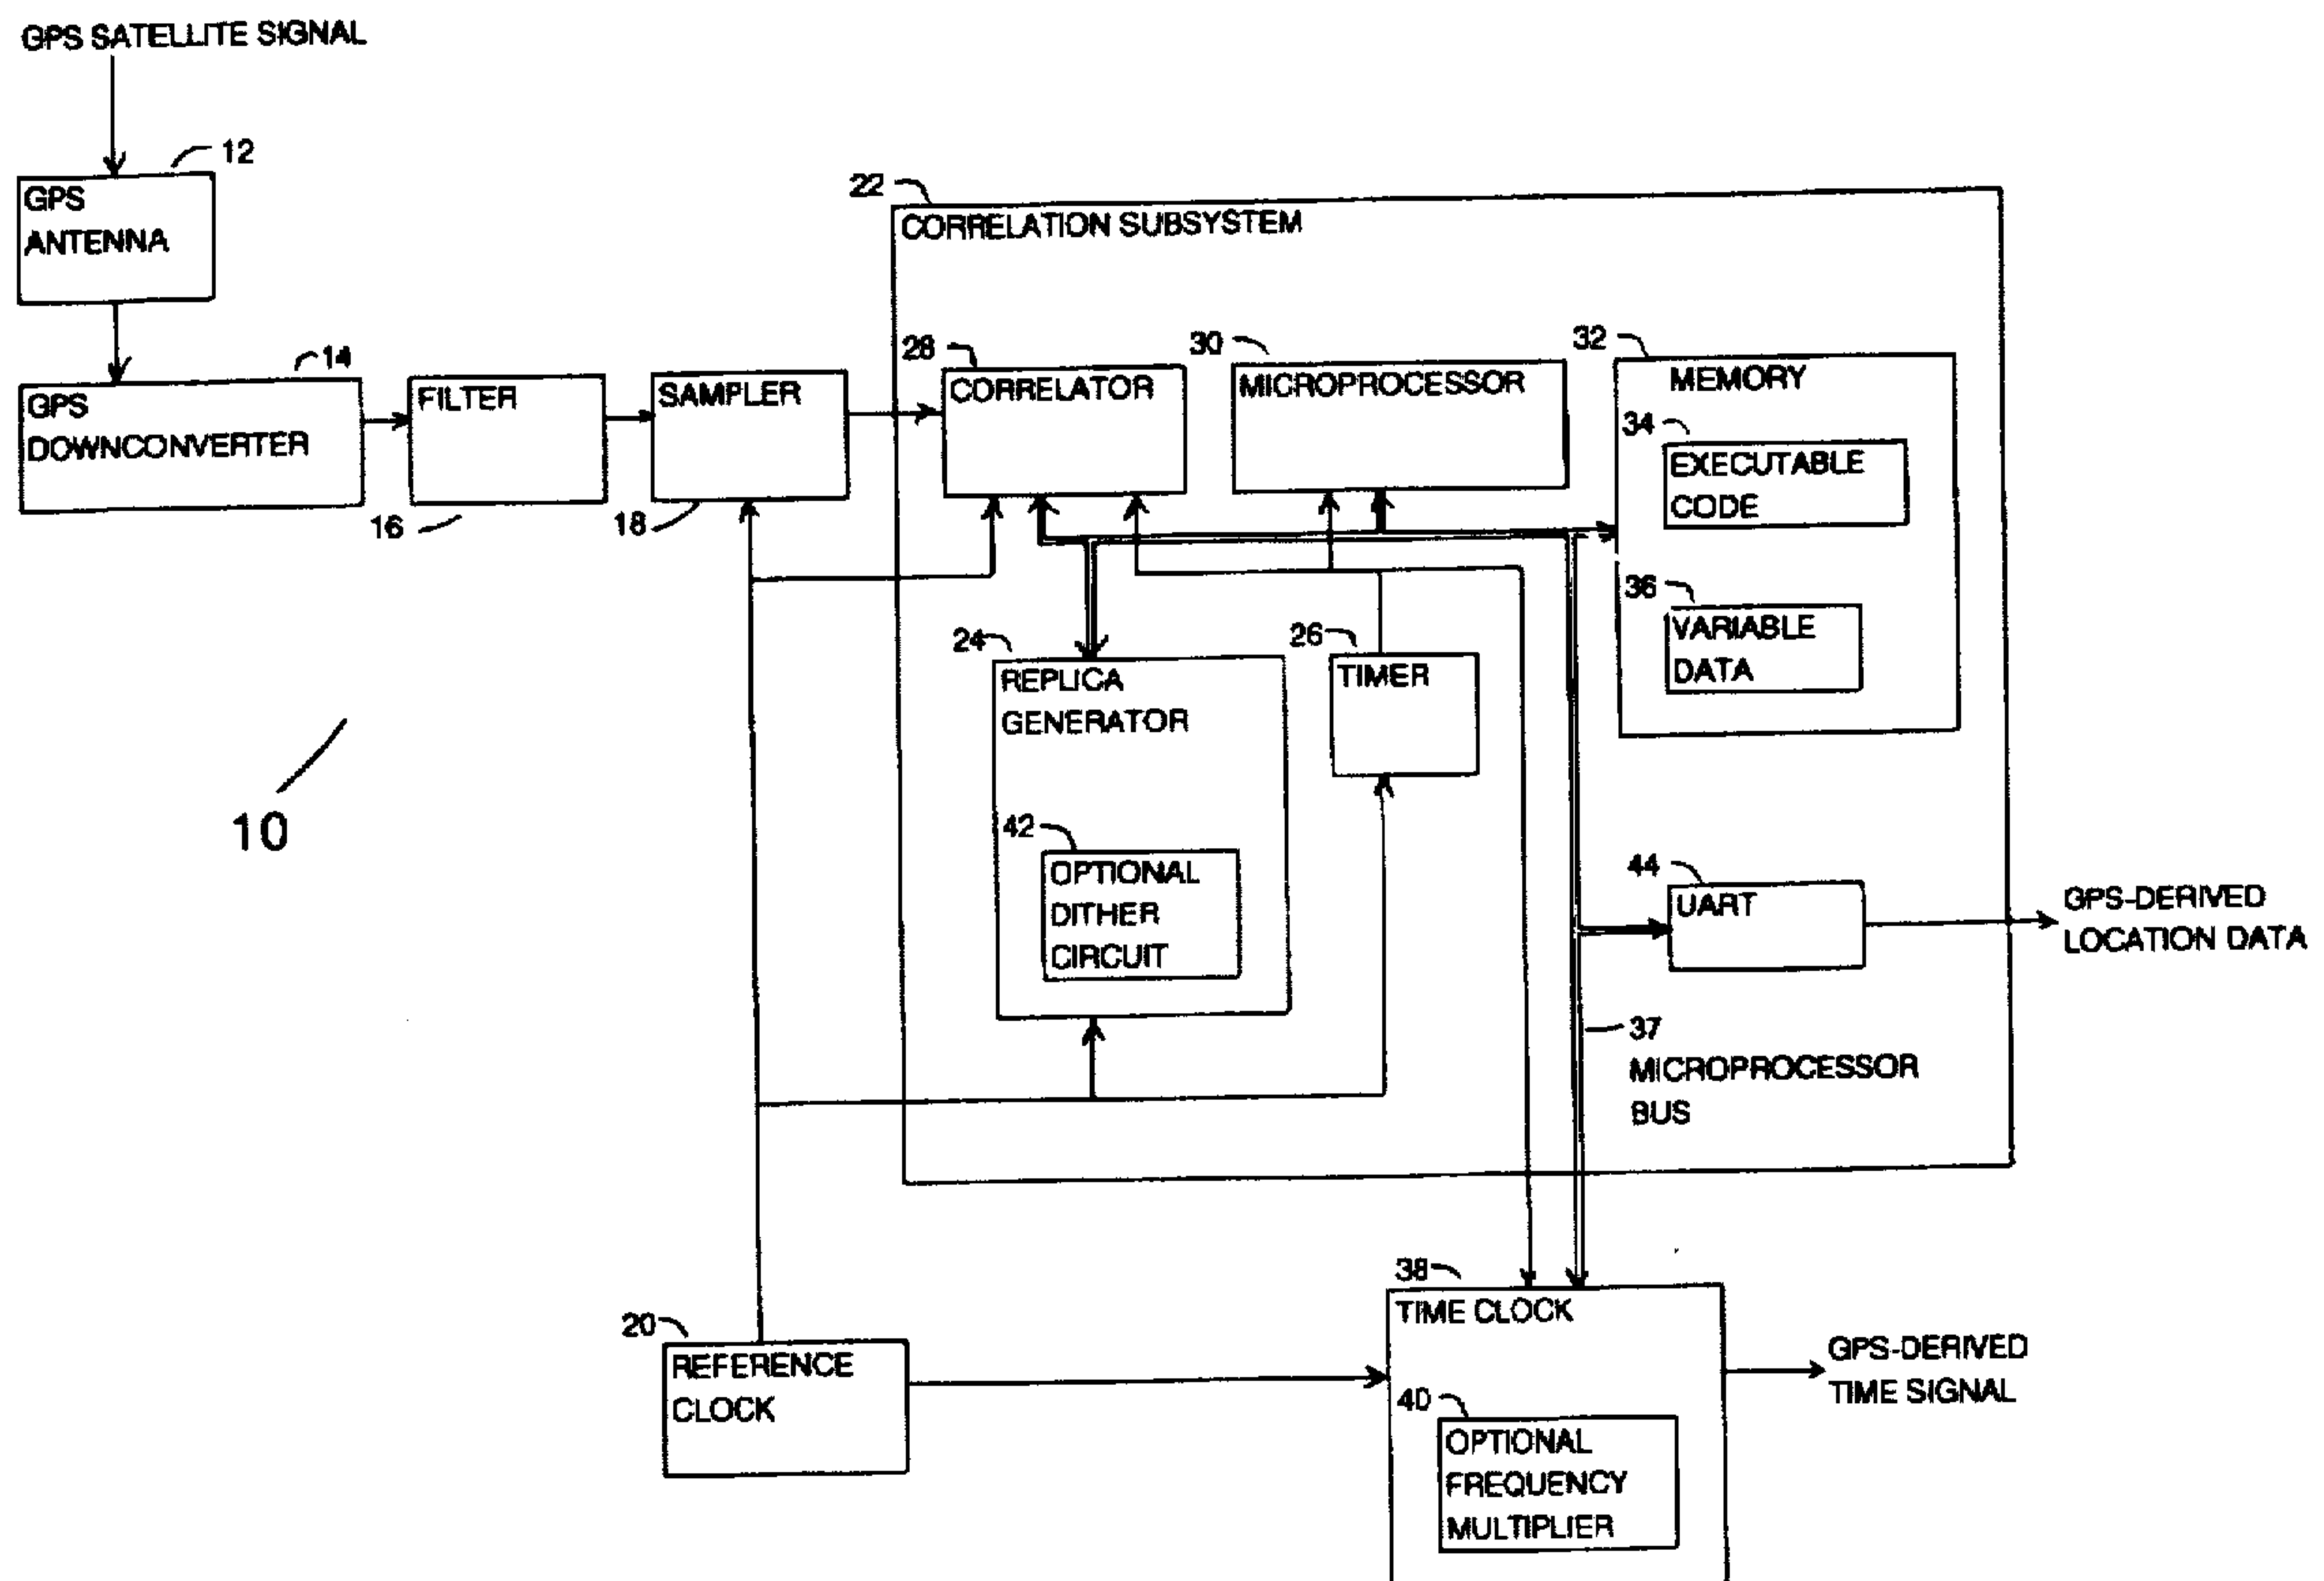 GPS SATELLITE SIGNAL
12
GPS
ANTENNA
22
CORRELATION SUBSYSTEM
14
GPS
DOWNCONVERTER
FILTER
16
SAMPLER
18
28
CORRELATOR
30
MICROPROCESSOR
32
MEMORY
34
EXECUTABLE
CODE
36
VARIABLE
DATA
24
REPLICA
GENERATOR
26
TIMER
10
42
OPTIONAL
DITHER
CIRCUIT
44
UART
GPS-DERIVED
LOCATION DATA
37
MICROPROCESSOR
BUS
20
REFERENCE
CLOCK
38
TIME CLOCK
40
OPTIONAL
FREQUENCY
MULTIPLIER
GPS-DERIVED
TIME SIGNAL